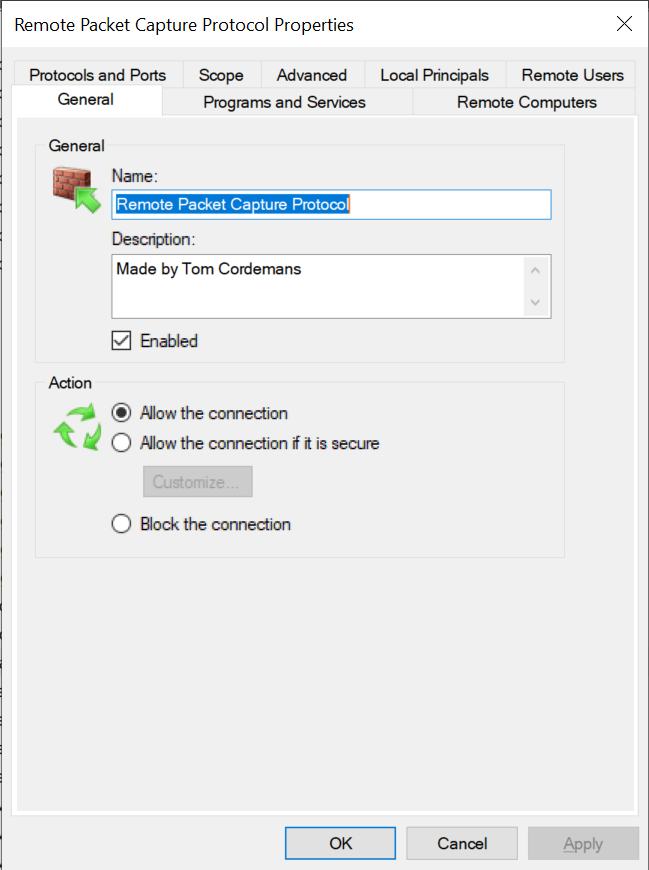 Remote Packet Capture Protocol Properties
Protocols and Ports
Scope
Advanced
Local Principals
Remote Users
General
Programs and Services
Remote Computers
General
Name:
Remote Packet Capture Protocol
Description:
Made by Tom Cordemans
Enabled
Action
Allow the connection
Allow the connection if it is secure
Customize...
Block the connection
OK
Cancel
Apply